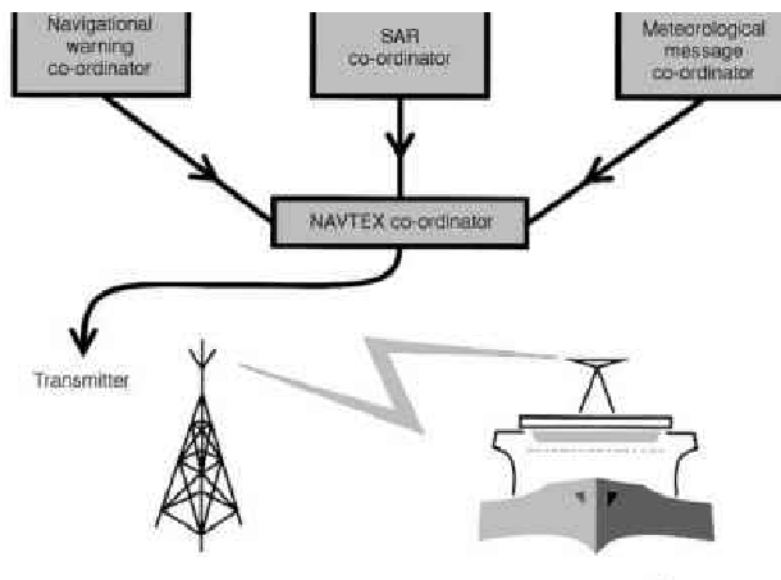 Navigational
warning
co-ordinator
SAR
co-ordinator
Meteorological
message
co-ordinator
NAVTEX co-ordinator
Transmitter